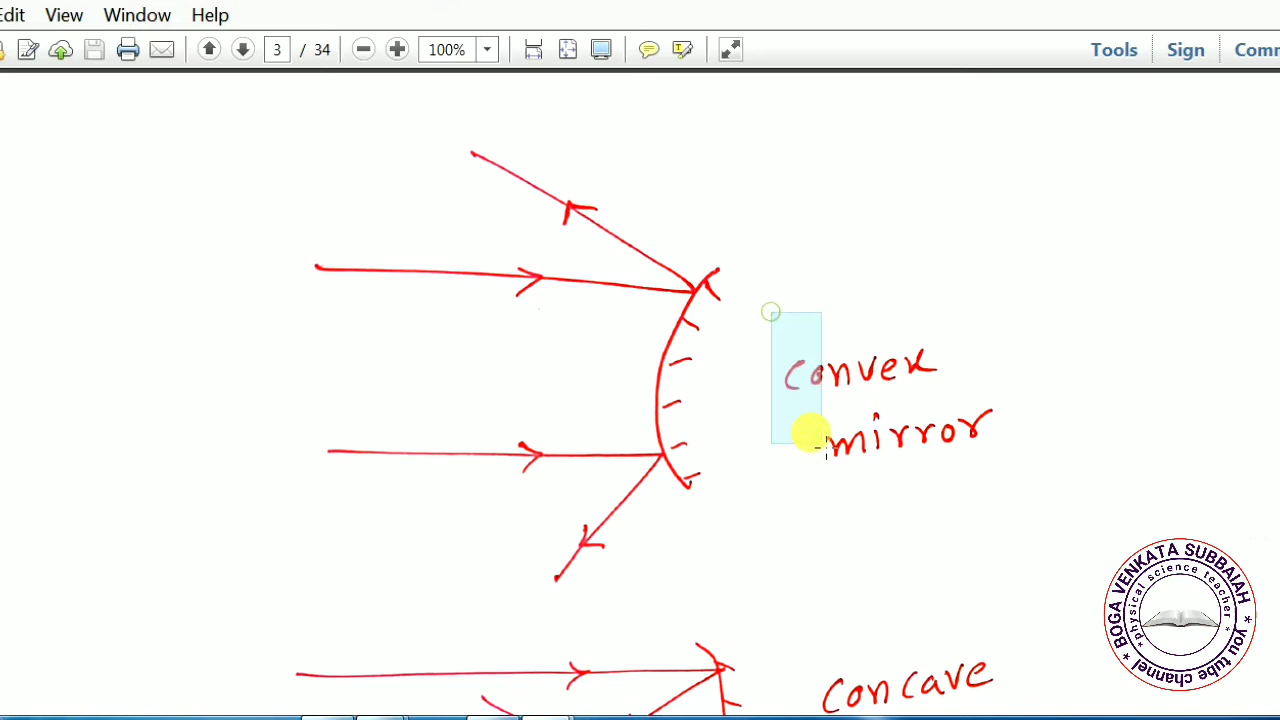 Edit View Window Help
3 / 34 100% Tools Sign Comm
convex
mirror
concave
BOGA VENKATA SUBBAIAH
* physical science teacher *
* you tube channel *